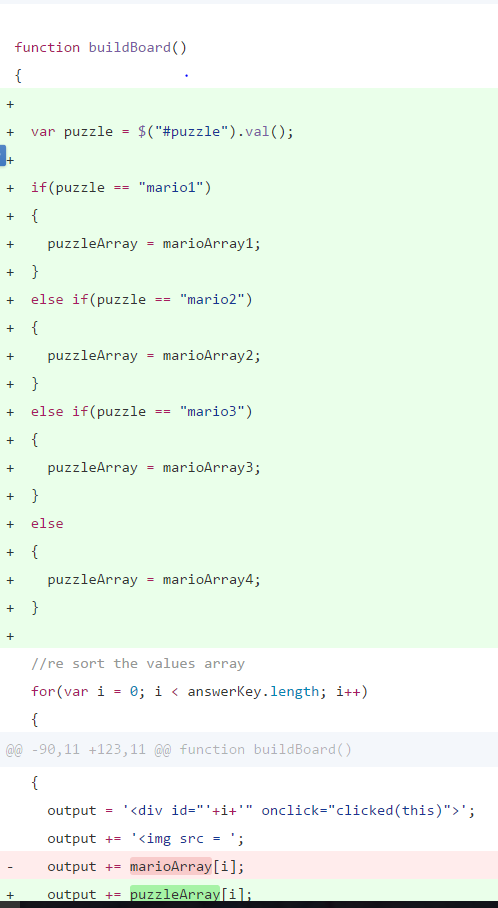 function buildBoard()
{
+
+ var puzzle = $("#puzzle").val();
+
+ if(puzzle == "mario1")
+ {
+ puzzleArray = marioArray1;
+ }
+ else if(puzzle == "mario2")
+ {
+ puzzleArray = marioArray2;
+ }
+ else if(puzzle == "mario3")
+ {
+ puzzleArray = marioArray3;
+ }
+ else
+ {
+ puzzleArray = marioArray4;
+ }
+
//re sort the values array
for(var i = 0; i < answerKey.length; i++)
{
@@ -90,11 +123,11 @@ function buildBoard()
{
output = '<div id="'+i+'" onclick="clicked(this)">';
output += '<img src = ';
- output += marioArray[i];
+ output += puzzleArray[i];